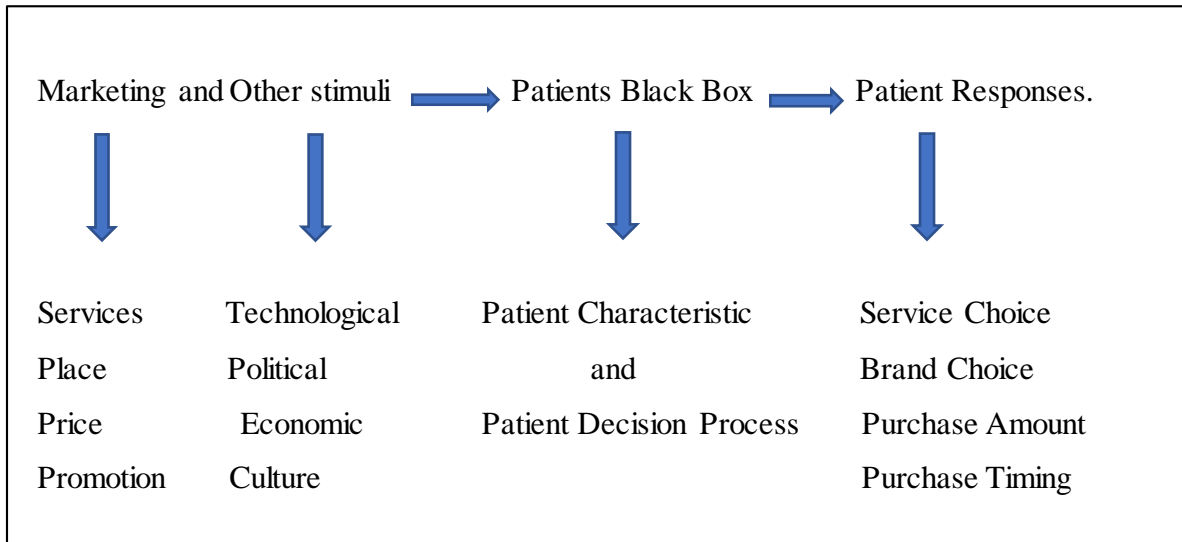 Marketing and Other stimuli Patients Black Box Patient Responses.
Services Technological Patient Characteristic Service Choice
Place Political and Brand Choice
Price Economic Patient Decision Process Purchase Amount
Promotion Culture Purchase Timing